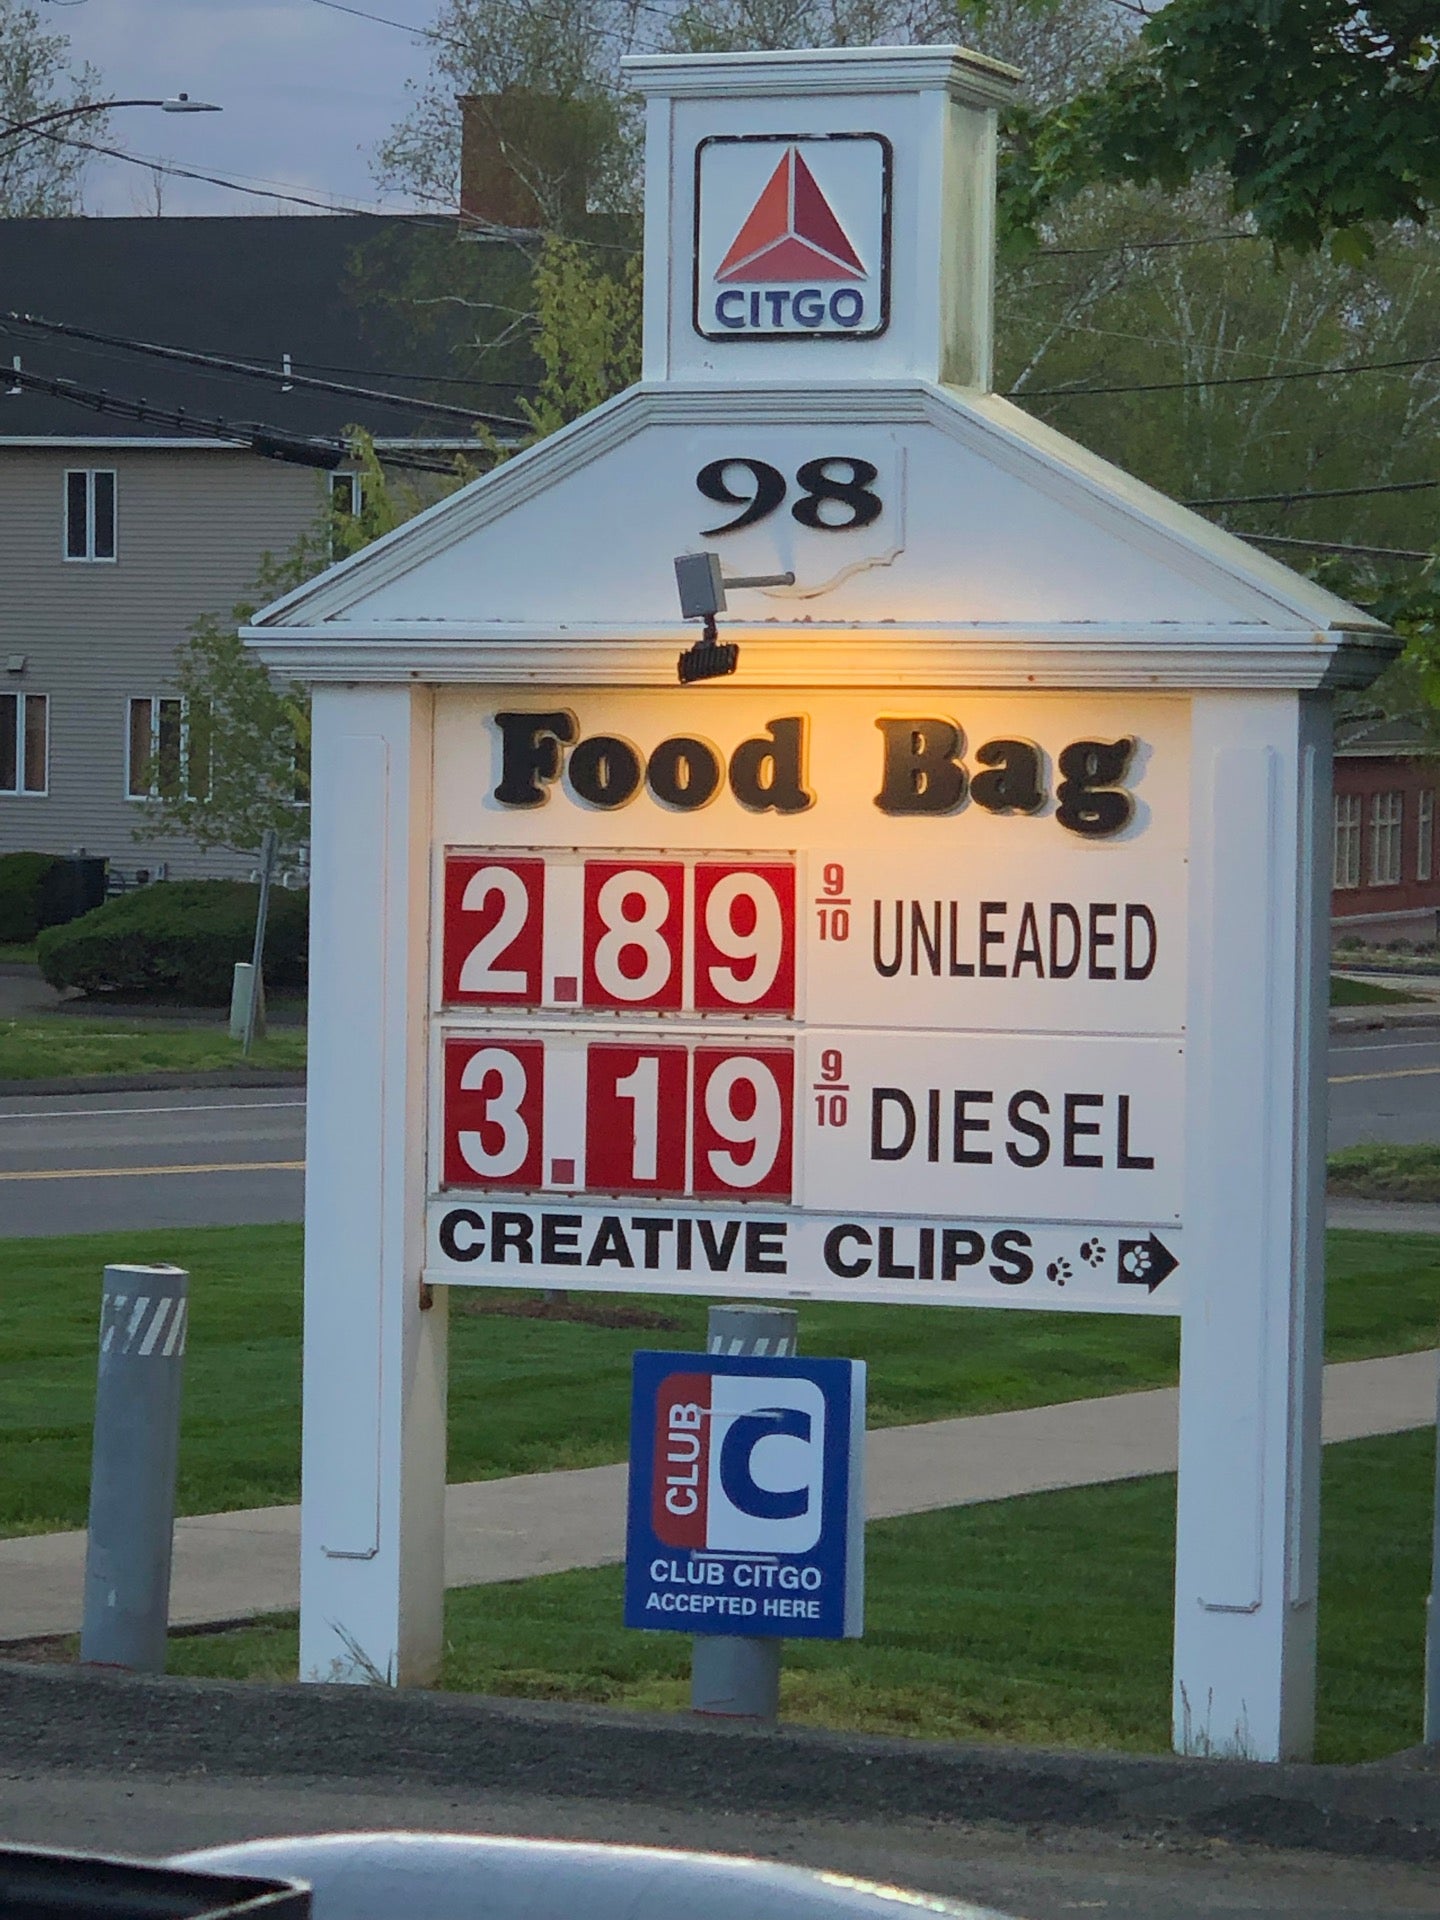 CITGO
98
Food Bag
2.89 9/10 UNLEADED
3.19 9/10 DIESEL
CREATIVE CLIPS
CLUB C
CLUB CITGO
ACCEPTED HERE